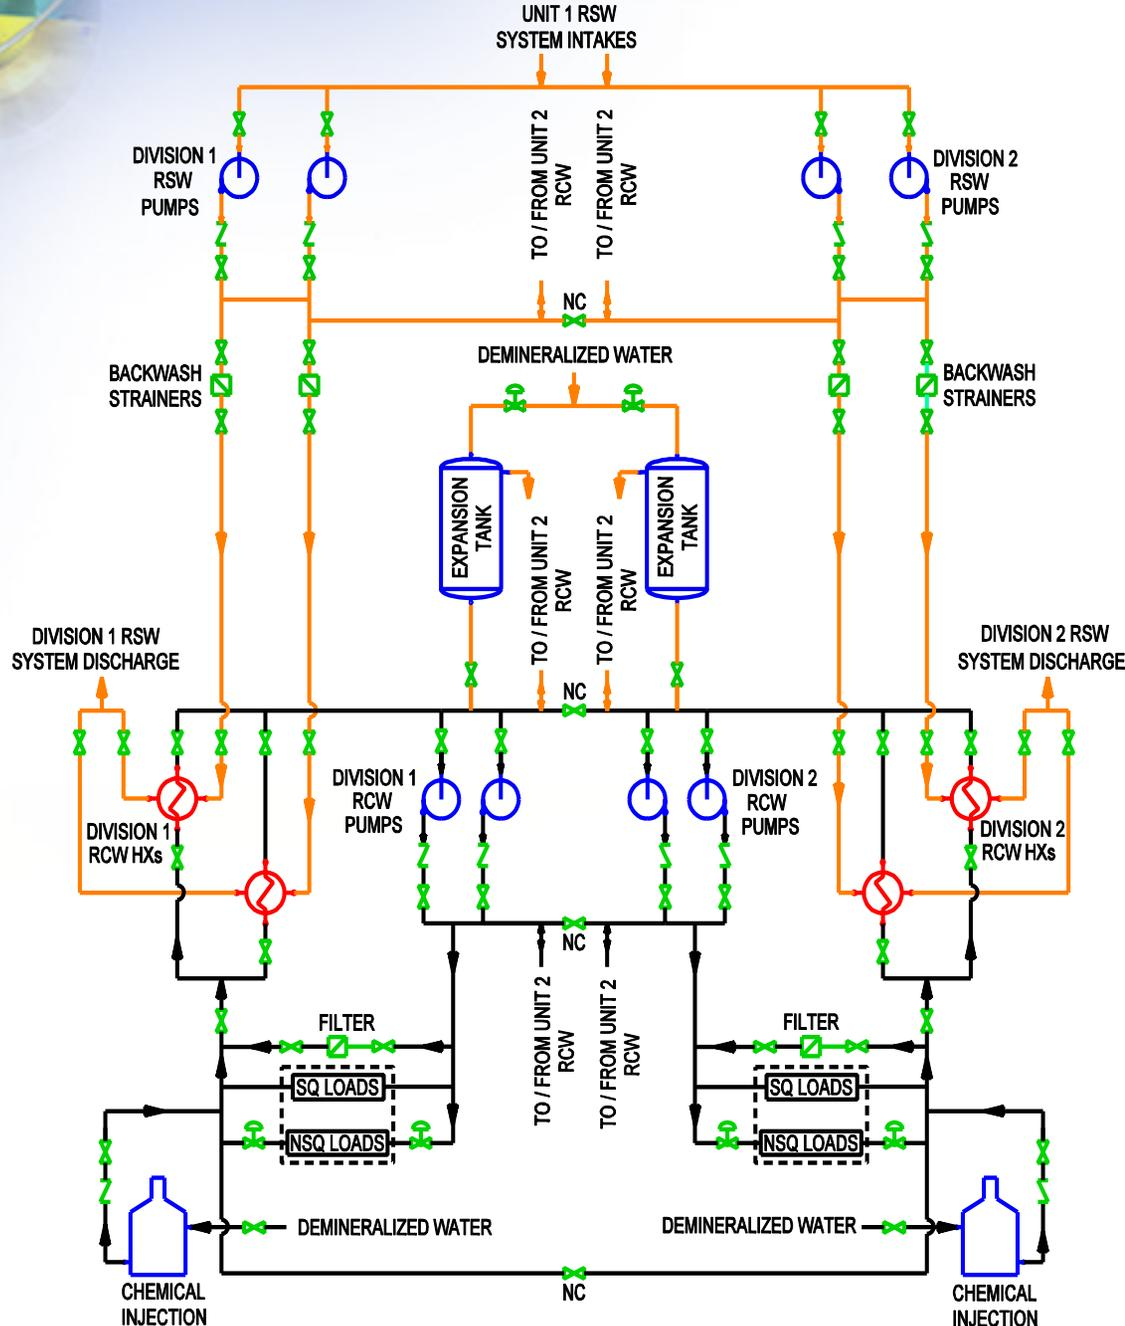 UNIT 1 RSW
SYSTEM INTAKES
DIVISION 1
RSW
PUMPS
TO / FROM UNIT 2
RCW
TO / FROM UNIT 2
RCW
DIVISION 2
RSW
PUMPS
NC
DEMINERALIZED WATER
BACKWASH
STRAINERS
BACKWASH
STRAINERS
EXPANSION
TANK
TO / FROM UNIT 2
RCW
TO / FROM UNIT 2
RCW
EXPANSION
TANK
DIVISION 1 RSW
SYSTEM DISCHARGE
DIVISION 2 RSW
SYSTEM DISCHARGE
NC
DIVISION 1
RCW
PUMPS
DIVISION 2
RCW
PUMPS
DIVISION 1
RCW HXs
DIVISION 2
RCW HXs
NC
TO / FROM UNIT 2
RCW
TO / FROM UNIT 2
RCW
FILTER
FILTER
SQ LOADS
SQ LOADS
NSQ LOADS
NSQ LOADS
DEMINERALIZED WATER
DEMINERALIZED WATER
CHEMICAL
INJECTION
NC
CHEMICAL
INJECTION